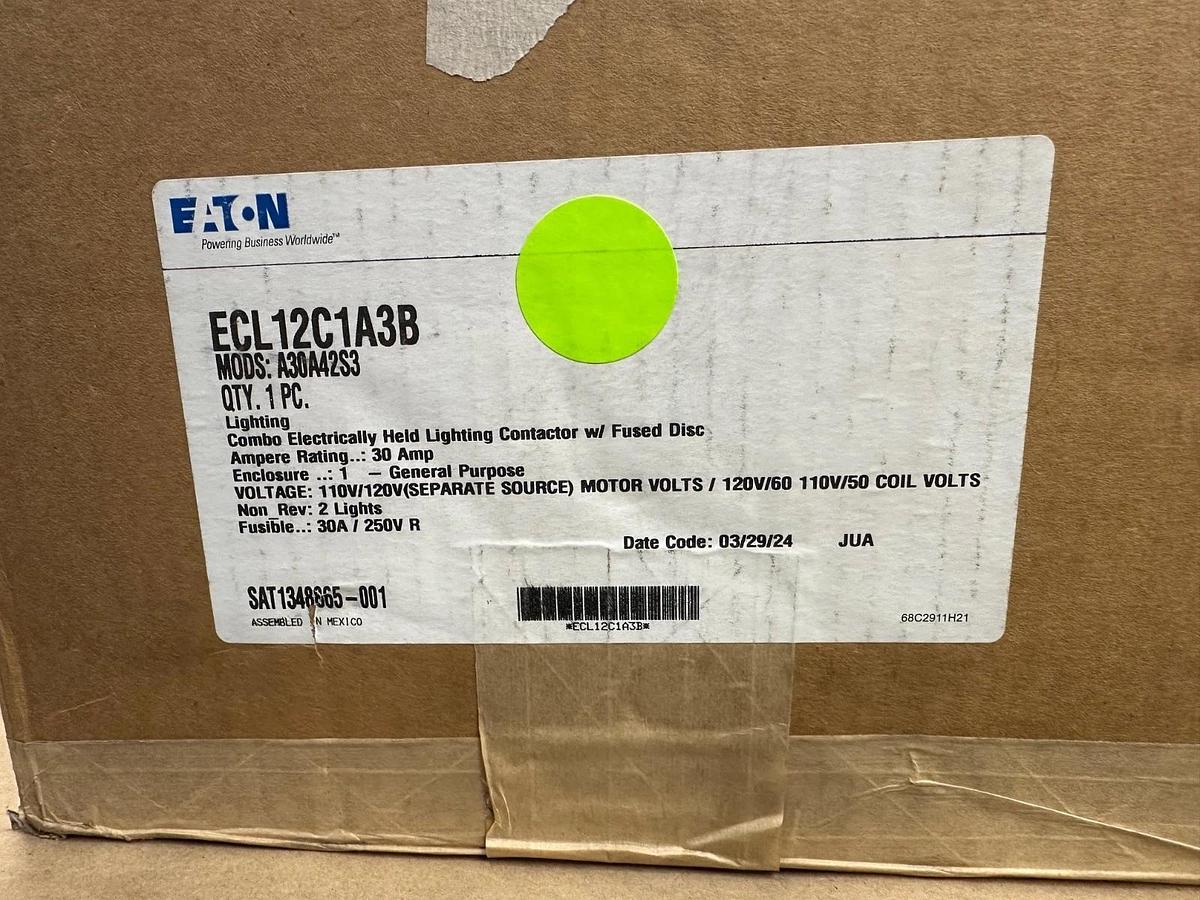 EATON
Powering Business Worldwide™
ECL12C1A3B
MODS: A30A42S3
QTY. 1 PC.
Lighting
Combo Electrically Held Lighting Contactor w/ Fused Disc
Ampere Rating..: 30 Amp
Enclosure ..: 1 – General Purpose
VOLTAGE: 110V/120V(SEPARATE SOURCE) MOTOR VOLTS / 120V/60 110V/50 COIL VOLTS
Non_Rev: 2 Lights
Fusible..: 30A / 250V R
Date Code: 03/29/24 JUA
ASSEMBLED IN MEXICO
*ECL12C1A3B*
68C2911H21